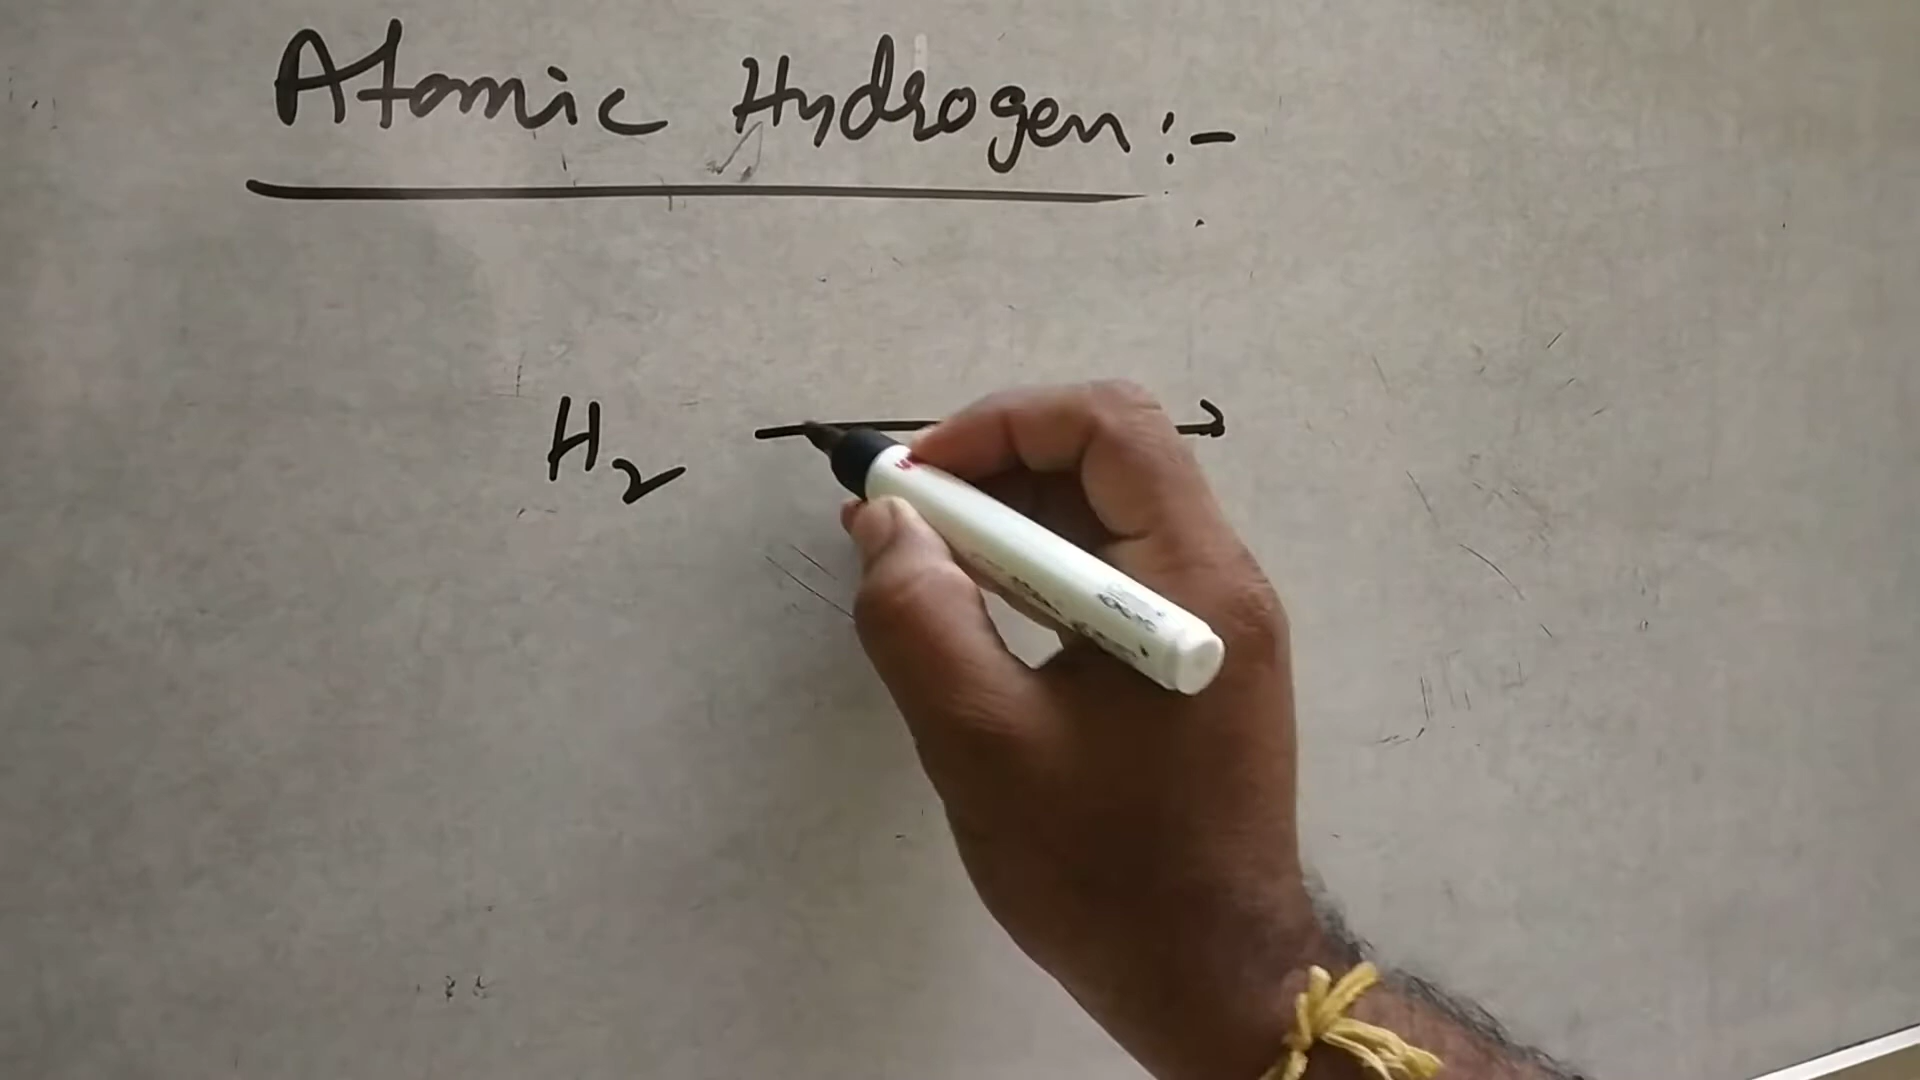 Atomic Hydrogen :-
H₂ →